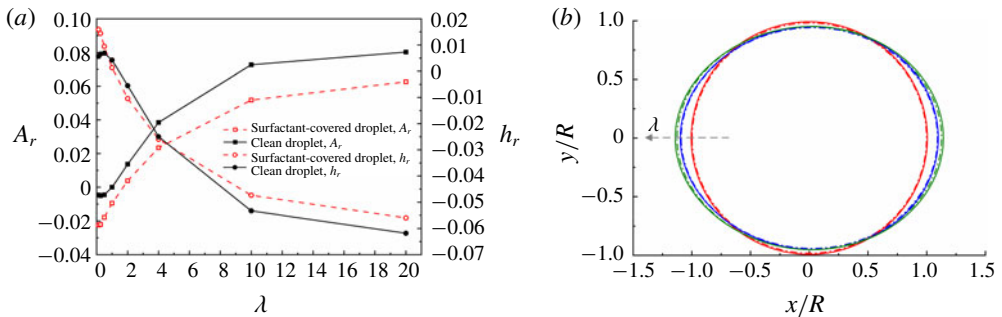 (a)
0.10
0.08
0.06
0.04
0.02
0
−0.02
−0.04
A_r
0 2 4 6 8 10 12 14 16 18 20
λ
0.02
0.01
0
−0.01
−0.02
−0.03
−0.04
−0.05
−0.06
−0.07
h_r
Surfactant-covered droplet, A_r
Clean droplet, A_r
Surfactant-covered droplet, h_r
Clean droplet, h_r
(b)
1.0
0.5
0
−0.5
−1.0
y/R
λ
−1.5 −1.0 −0.5 0 0.5 1.0 1.5
x/R